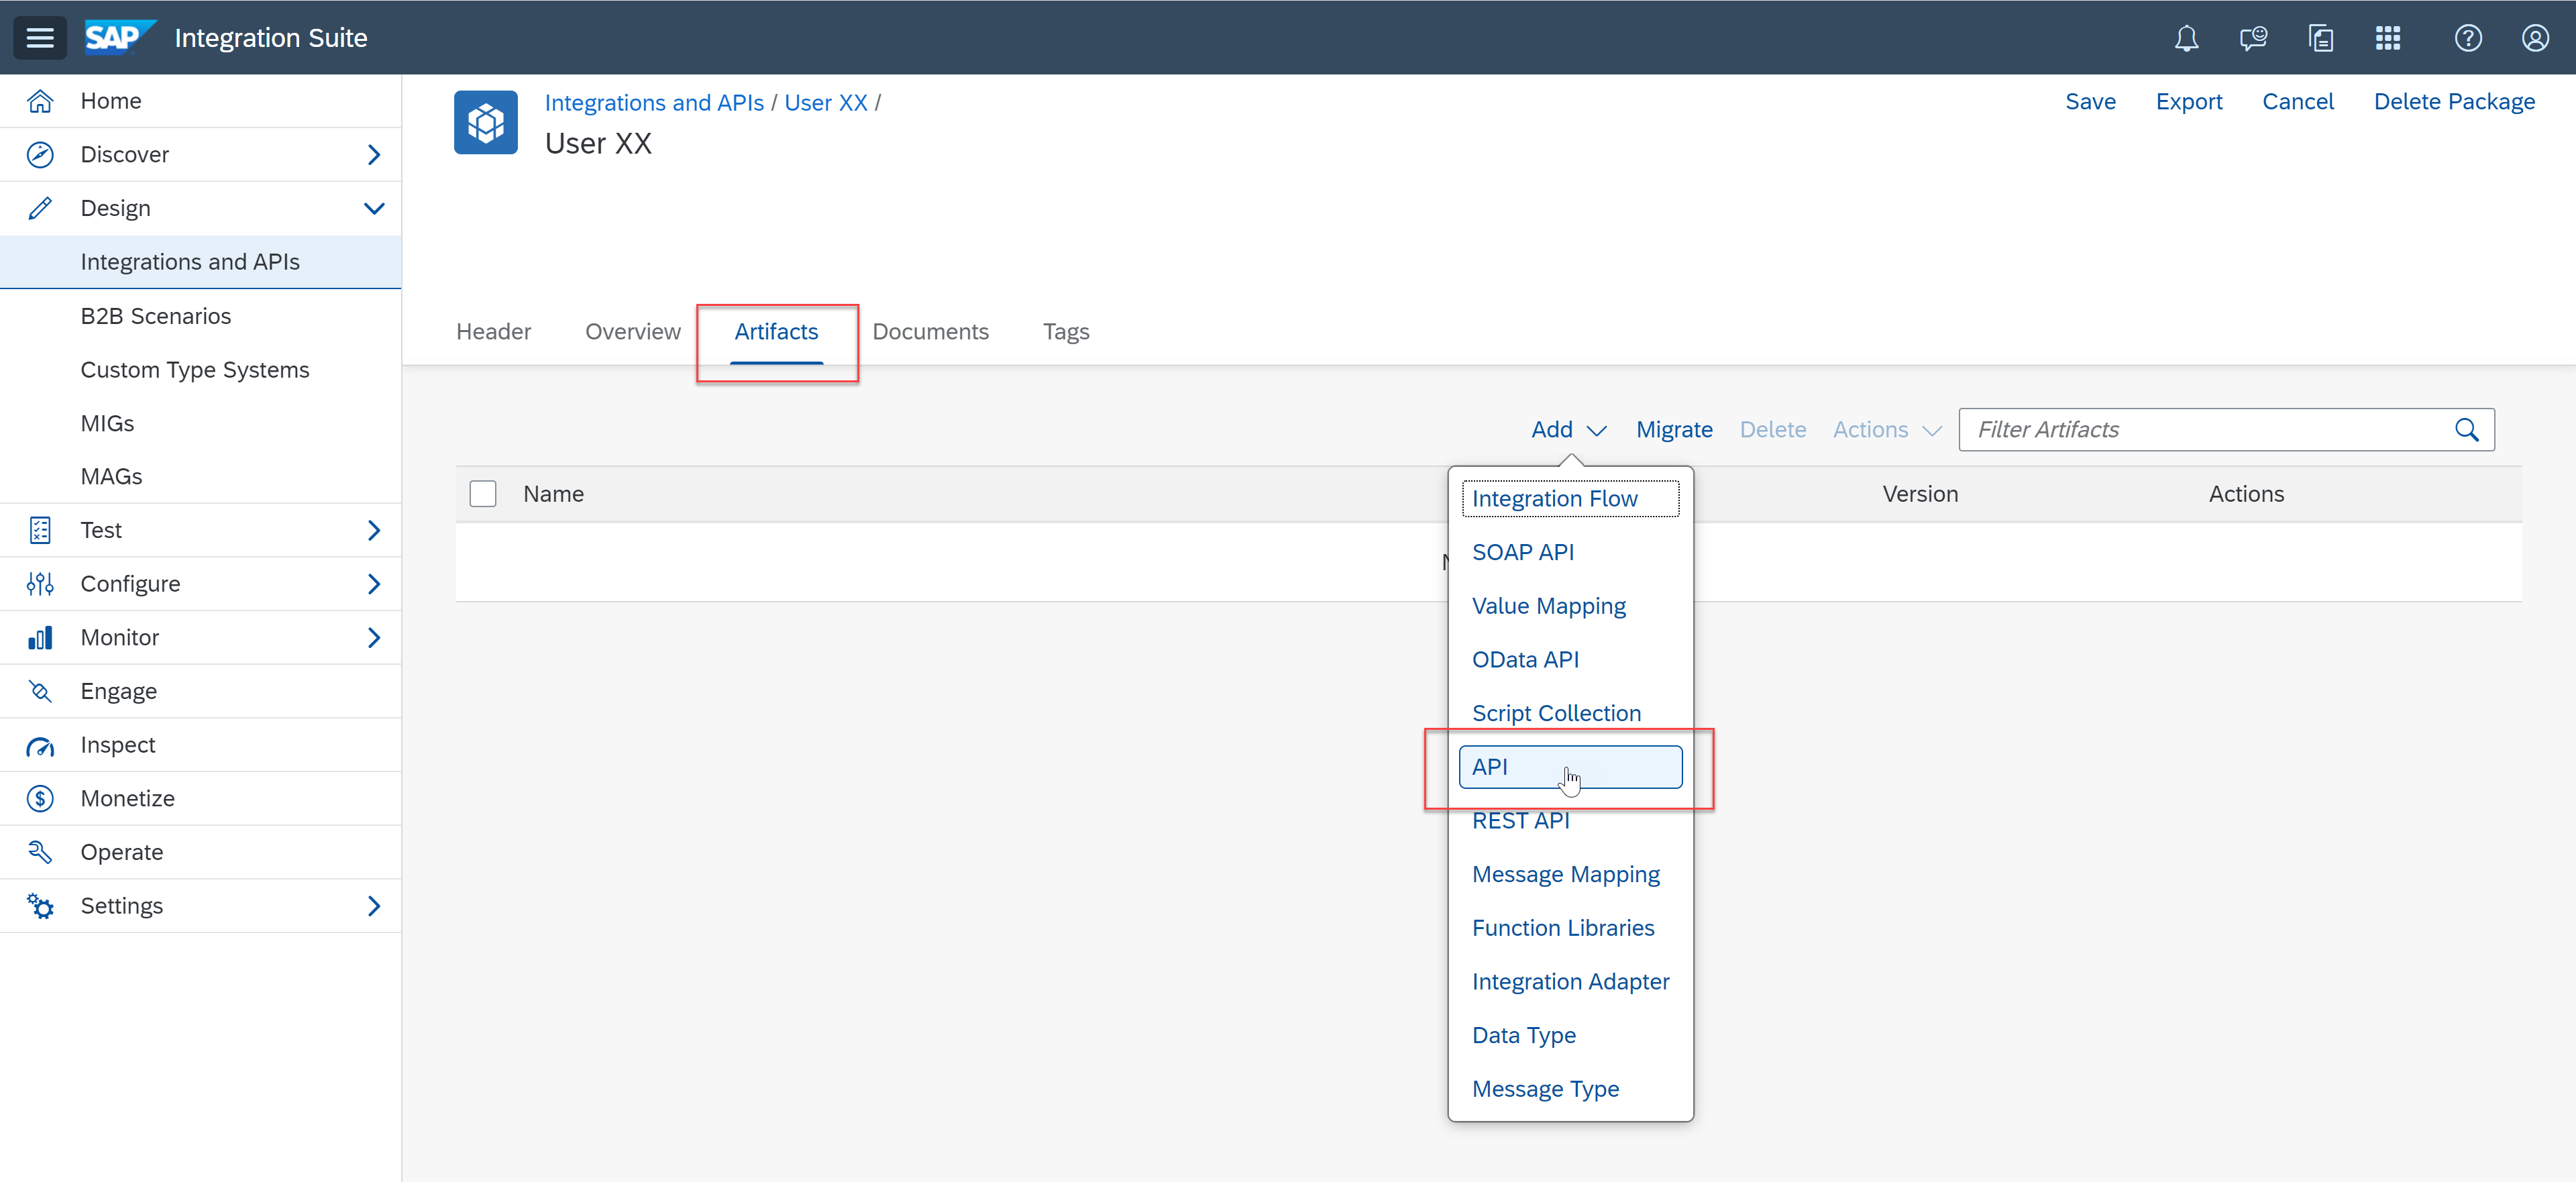 SAP Integration Suite
Home
Discover
Design
Integrations and APIs
B2B Scenarios
Custom Type Systems
MIGs
MAGs
Test
Configure
Monitor
Engage
Inspect
Monetize
Operate
Settings
Integrations and APIs / User XX /
User XX
Save Export Cancel Delete Package
Header Overview Artifacts Documents Tags
Add Migrate Delete Actions Filter Artifacts
Name Version Actions
Integration Flow
SOAP API
Value Mapping
OData API
Script Collection
API
REST API
Message Mapping
Function Libraries
Integration Adapter
Data Type
Message Type